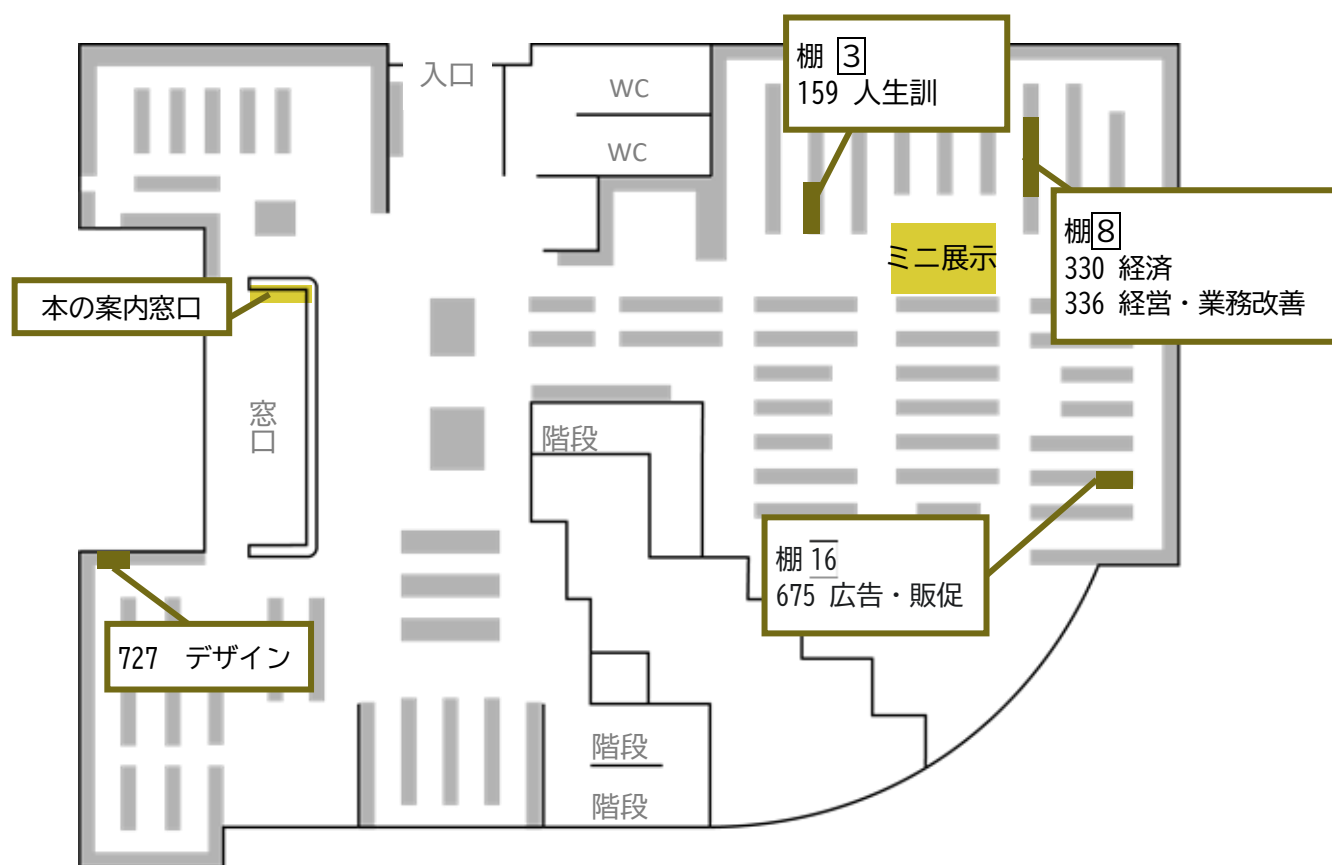 入口
WC
WC
棚 3
159 人生訓
棚8
330 経済
336 経営・業務改善
ミニ展示
本の案内窓口
窓口
階段
棚 16
675 広告・販促
727 デザイン
階段
階段